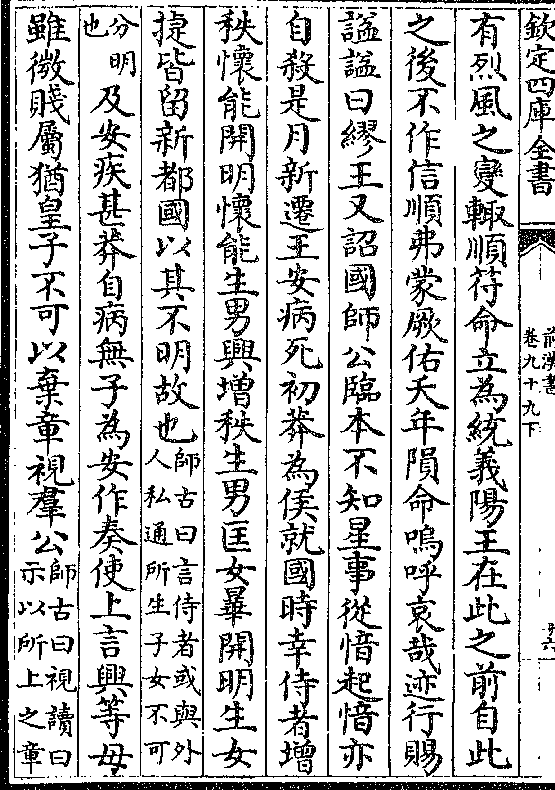 欽定四庫全書
前漢書
卷九十九下
有烈風之變輙順符命立為統義陽王在此之前自此
之後不作信順弗蒙厥佑夭年隕命嗚呼哀哉迹行賜
諡諡曰繆王又詔國師公臨本不知星事從愔起愔亦
自殺是月新遷王安病死初莽為侯就國時幸侍者增
秩懷能開明懷能生男興增秩生男匡女㬇開明生女
捷皆留新都國以其不明故也師古曰言侍者或與外
人私通所生子女不可
分明
也
及安疾甚莽自病無子為安作奏使上言興等母
雖微賤屬猶皇子不可以棄章視羣公師古曰視讀曰
示以所上之章